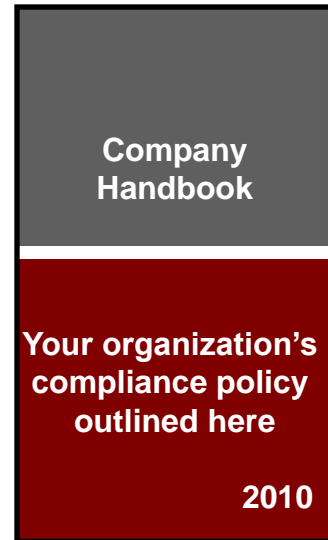 Company
Handbook
Your organization's
compliance policy
outlined here
2010